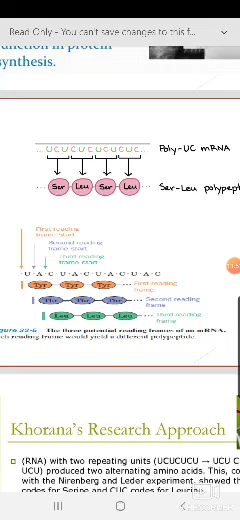 Read Only - You can't save changes to this f...
function in protein
synthesis.
... UCUCUCUCUCUC...
Poly-UC mRNA
Ser Leu Ser Leu
Ser-Leu polypept
First reading
frame start
Second reading
frame start
Third reading
frame start
U-A-C-U-A-C-U-A-C-U-A-C
Tyr Tyr Tyr
First reading
frame
Thr Thr Thr
Second reading
frame
Leu Leu Leu
Third reading
frame
gure 22-6 The three potential reading frames of an mRNA.
ch reading frame would yield a different polypeptide.
Khorana's Research Approach
(RNA) with two repeating units (UCUCUCU → UCU C
UCU) produced two alternating amino acids. This, co
with the Nirenberg and Leder experiment, showed th
codes for Serine and CUC codes for Leucine.